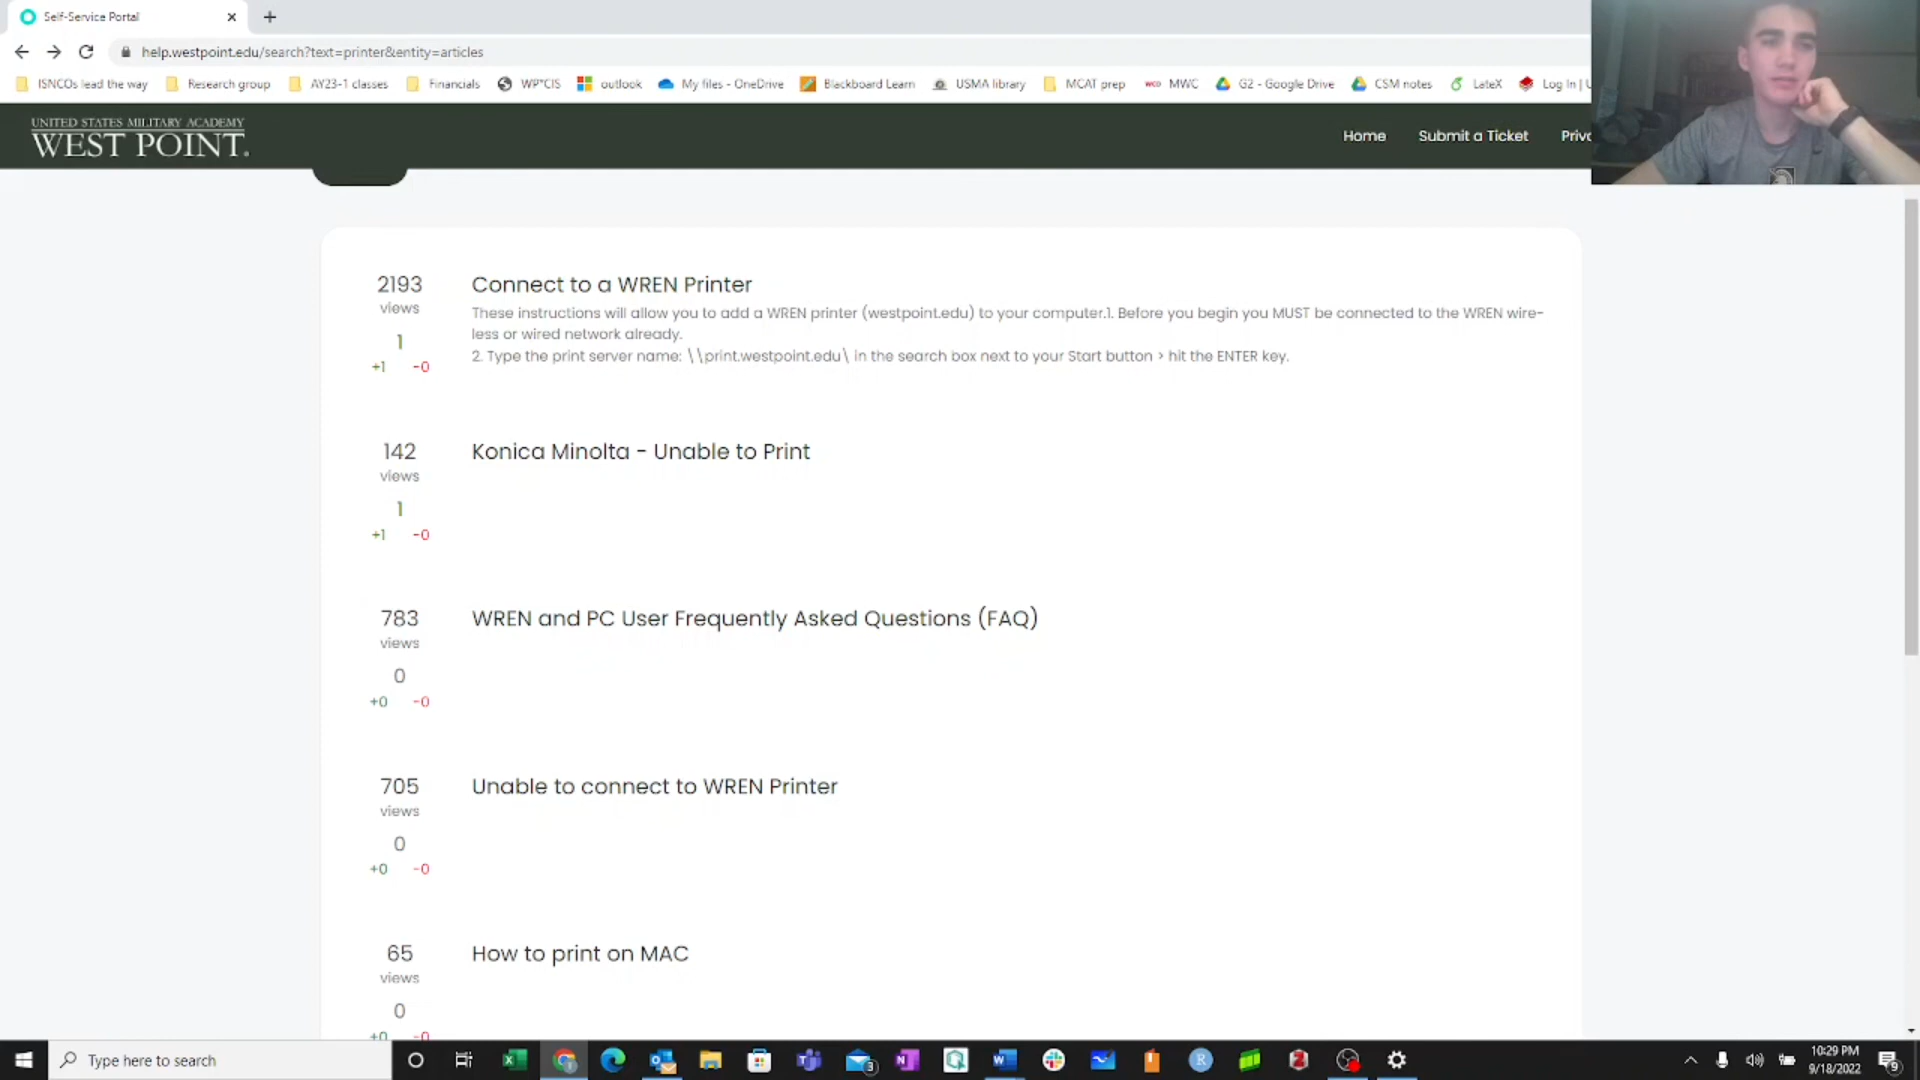 Self-Service Portal
help.westpoint.edu/search?text=printer&entity=articles
ISNCOs lead the way Research group AY23-1 classes Financials WP*CIS outlook My files - OneDrive Blackboard Learn USMA library MCAT prep MWC G2 - Google Drive CSM notes LateX Log In | U
UNITED STATES MILITARY ACADEMY
WEST POINT.
Home Submit a Ticket Priv
2193
views
1
+1 -0
Connect to a WREN Printer
These instructions will allow you to add a WREN printer (westpoint.edu) to your computer.1. Before you begin you MUST be connected to the WREN wire-
less or wired network already.
2. Type the print server name: \\print.westpoint.edu\ in the search box next to your Start button > hit the ENTER key.
142
views
1
+1 -0
Konica Minolta - Unable to Print
783
views
0
+0 -0
WREN and PC User Frequently Asked Questions (FAQ)
705
views
0
+0 -0
Unable to connect to WREN Printer
65
views
0
+0 -0
How to print on MAC
Type here to search
10:29 PM
9/18/2022